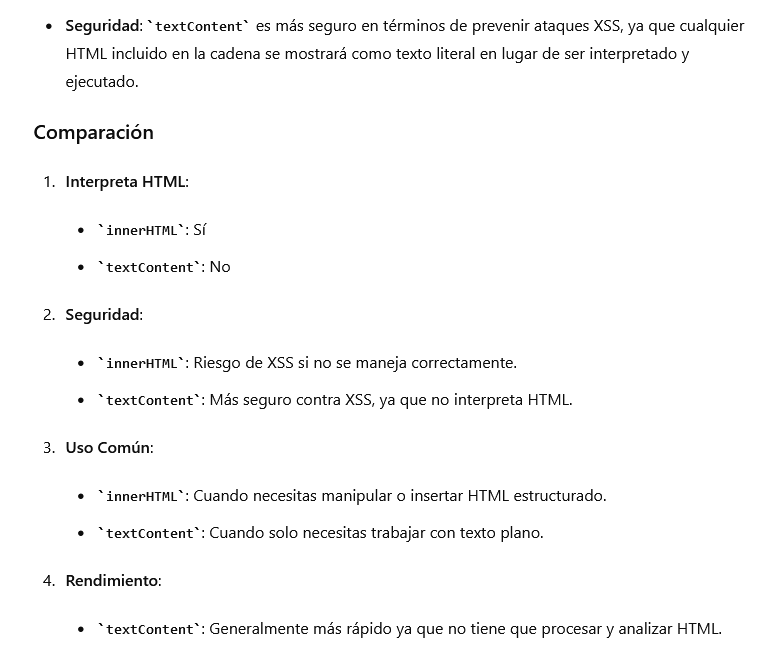 • Seguridad: `textContent` es más seguro en términos de prevenir ataques XSS, ya que cualquier
HTML incluido en la cadena se mostrará como texto literal en lugar de ser interpretado y
ejecutado.
Comparación
1. Interpreta HTML:
• `innerHTML`: Sí
• `textContent`: No
2. Seguridad:
• `innerHTML`: Riesgo de XSS si no se maneja correctamente.
• `textContent`: Más seguro contra XSS, ya que no interpreta HTML.
3. Uso Común:
• `innerHTML`: Cuando necesitas manipular o insertar HTML estructurado.
• `textContent`: Cuando solo necesitas trabajar con texto plano.
4. Rendimiento:
• `textContent`: Generalmente más rápido ya que no tiene que procesar y analizar HTML.